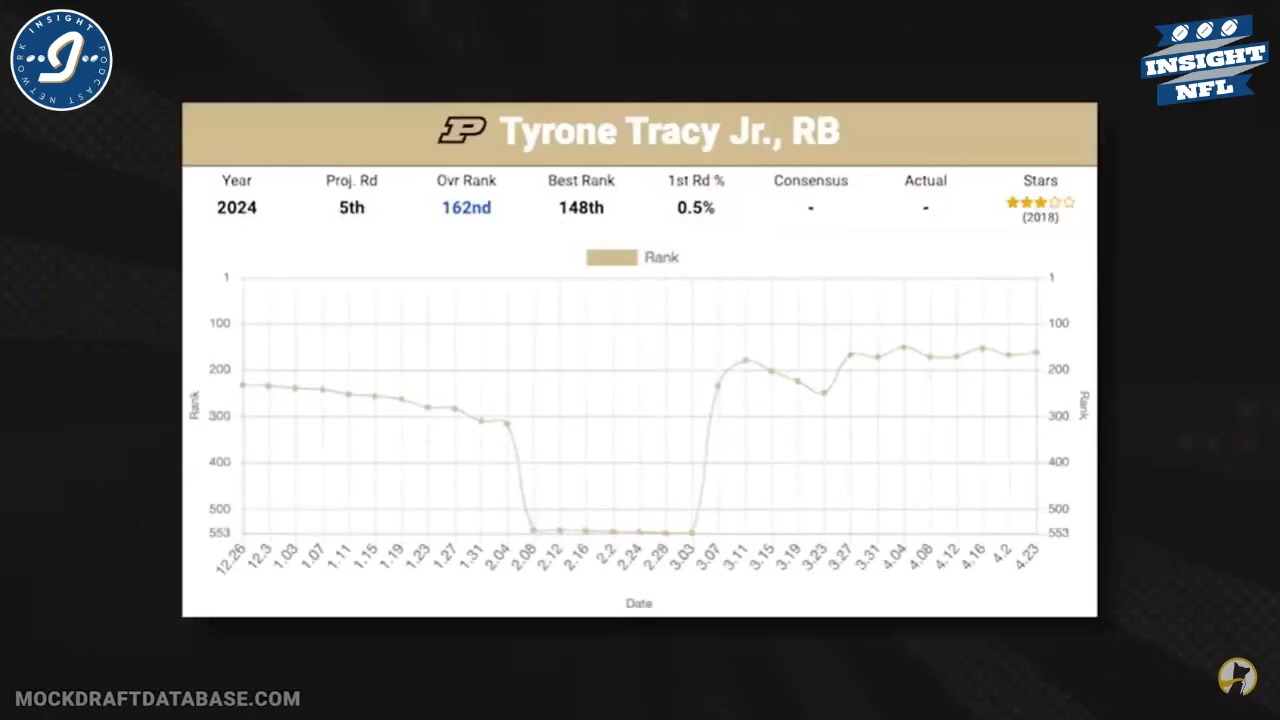 INSIGHT PODCAST NETWORK
INSIGHT
NFL
P Tyrone Tracy Jr., RB
Year Proj. Rd Ovr Rank Best Rank 1st Rd % Consensus Actual Stars
2024 5th 162nd 148th 0.5% - - (2018)
Rank
1 1
100 100
200 200
300 300
400 400
500 500
553 553
Rank
Rank
12.26 12.3 1.03 1.07 1.11 1.15 1.19 1.23 1.27 1.31 2.04 2.08 2.12 2.16 2.2 2.24 2.28 3.03 3.07 3.11 3.15 3.19 3.23 3.27 3.31 4.04 4.08 4.12 4.16 4.2 4.23
Date
MOCKDRAFTDATABASE.COM